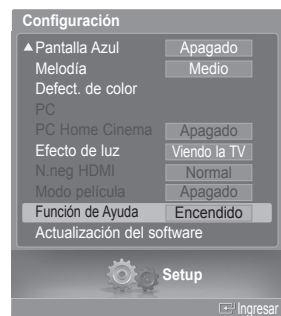 Configuración
▲Pantalla Azul Apagado
Melodía Medio
Defect. de color
PC
PC Home Cinema Apagado
Efecto de luz Viendo la TV
N.neg HDMI Normal
Modo película Apagado
Función de Ayuda Encendido
Actualización del software
Setup
Ingresar